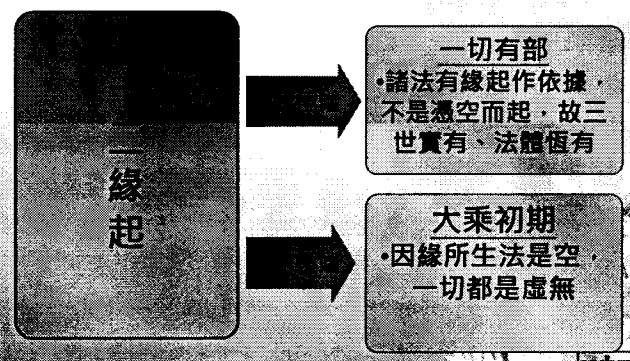 一緣起
一切有部
•諸法有緣起作依據，
不是憑空而起，故三
世實有、法體恆有
大乘初期
•因緣所生法是空，
一切都是虛無